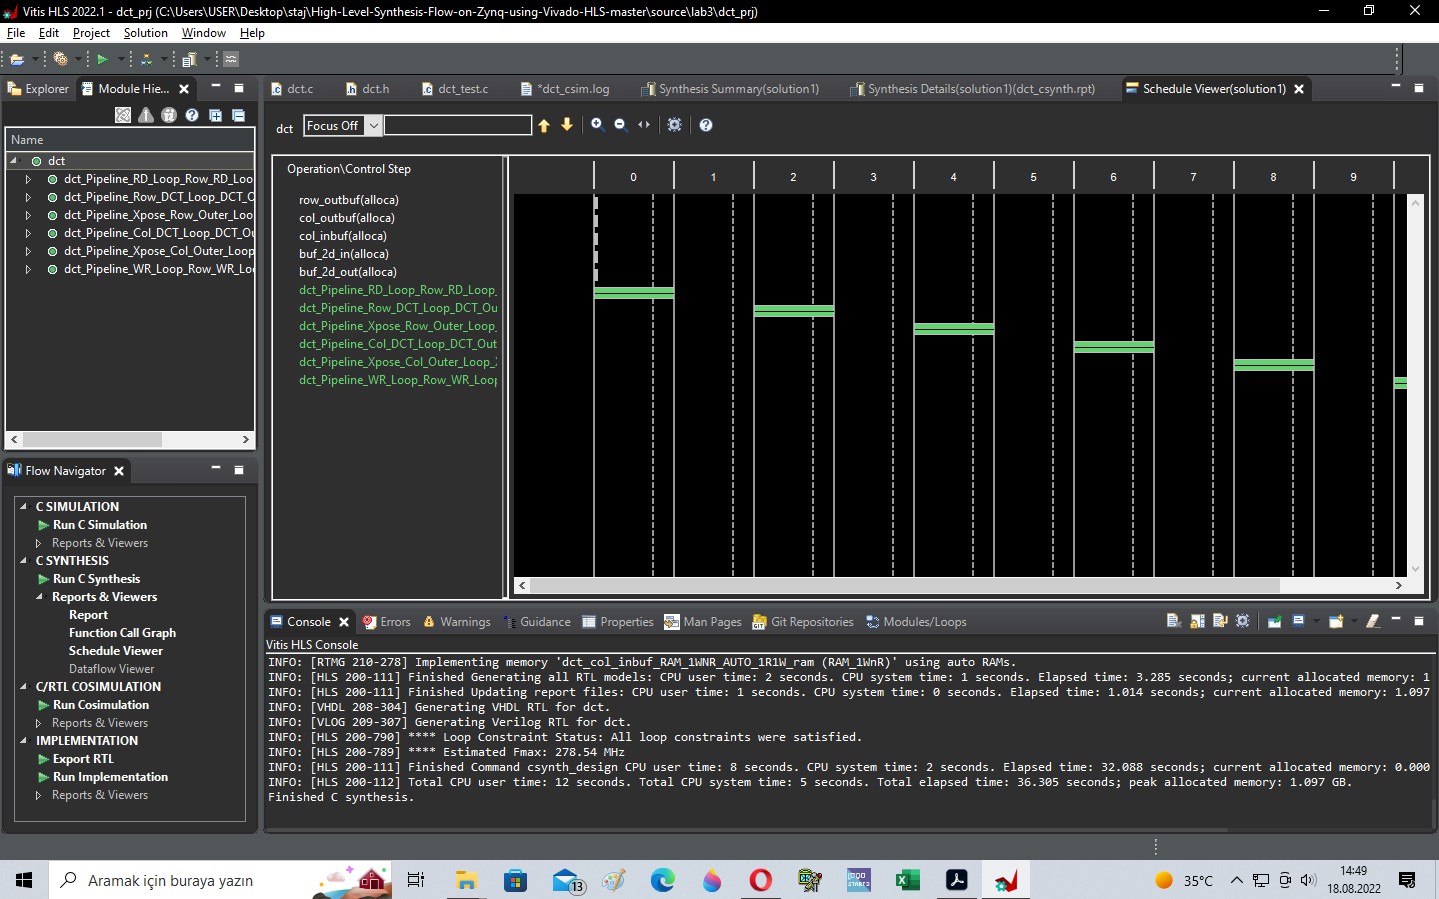 Vitis HLS 2022.1 - dct_prj (C:\Users\USER\Desktop\staj\High-Level-Synthesis-Flow-on-Zynq-using-Vivado-HLS-master\source\lab3\dct_prj)
File Edit Project Solution Window Help
Explorer Module Hie...
Name
dct
dct_Pipeline_RD_Loop_Row_RD_Loo
dct_Pipeline_Row_DCT_Loop_DCT_O
dct_Pipeline_Xpose_Row_Outer_Loo
dct_Pipeline_Col_DCT_Loop_DCT_Ou
dct_Pipeline_Xpose_Col_Outer_Loop
dct_Pipeline_WR_Loop_Row_WR_Lo
Flow Navigator
C SIMULATION
Run C Simulation
Reports & Viewers
C SYNTHESIS
Run C Synthesis
Reports & Viewers
Report
Function Call Graph
Schedule Viewer
Dataflow Viewer
C/RTL COSIMULATION
Run Cosimulation
Reports & Viewers
IMPLEMENTATION
Export RTL
Run Implementation
Reports & Viewers
dct.c dct.h dct_test.c *dct_csim.log Synthesis Summary(solution1) Synthesis Details(solution1)(dct_csynth.rpt) Schedule Viewer(solution1)
dct Focus Off
Operation\Control Step 0 1 2 3 4 5 6 7 8 9
row_outbuf(alloca)
col_outbuf(alloca)
col_inbuf(alloca)
buf_2d_in(alloca)
buf_2d_out(alloca)
dct_Pipeline_RD_Loop_Row_RD_Loop_
dct_Pipeline_Row_DCT_Loop_DCT_Ou
dct_Pipeline_Xpose_Row_Outer_Loop_
dct_Pipeline_Col_DCT_Loop_DCT_Out
dct_Pipeline_Xpose_Col_Outer_Loop_
dct_Pipeline_WR_Loop_Row_WR_Loop
Console Errors Warnings Guidance Properties Man Pages Git Repositories Modules/Loops
Vitis HLS Console
INFO: [RTMG 210-278] Implementing memory 'dct_col_inbuf_RAM_1WNR_AUTO_1R1W_ram (RAM_1WnR)' using auto RAMs.
INFO: [HLS 200-111] Finished Generating all RTL models: CPU user time: 2 seconds. CPU system time: 1 seconds. Elapsed time: 3.285 seconds; current allocated memory: 1
INFO: [HLS 200-111] Finished Updating report files: CPU user time: 1 seconds. CPU system time: 0 seconds. Elapsed time: 1.014 seconds; current allocated memory: 1.097
INFO: [VHDL 208-304] Generating VHDL RTL for dct.
INFO: [VLOG 209-307] Generating Verilog RTL for dct.
INFO: [HLS 200-790] **** Loop Constraint Status: All loop constraints were satisfied.
INFO: [HLS 200-789] **** Estimated Fmax: 278.54 MHz
INFO: [HLS 200-111] Finished Command csynth_design CPU user time: 8 seconds. CPU system time: 2 seconds. Elapsed time: 32.088 seconds; current allocated memory: 0.000
INFO: [HLS 200-112] Total CPU user time: 12 seconds. Total CPU system time: 5 seconds. Total elapsed time: 36.305 seconds; peak allocated memory: 1.097 GB.
Finished C synthesis.
Aramak için buraya yazın 13 35°C 14:49
18.08.2022